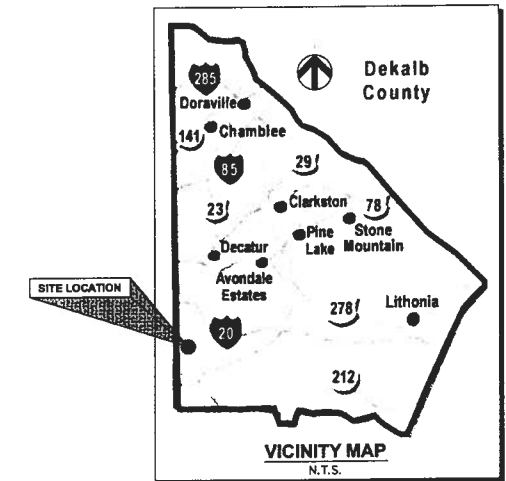 Dekalb
County
285
Doraville
141
Chamblee
29
85
Clarkston
78
23
Pine
Lake
Stone
Mountain
Decatur
Avondale
Estates
SITE LOCATION
278
Lithonia
20
212
VICINITY MAP
N.T.S.